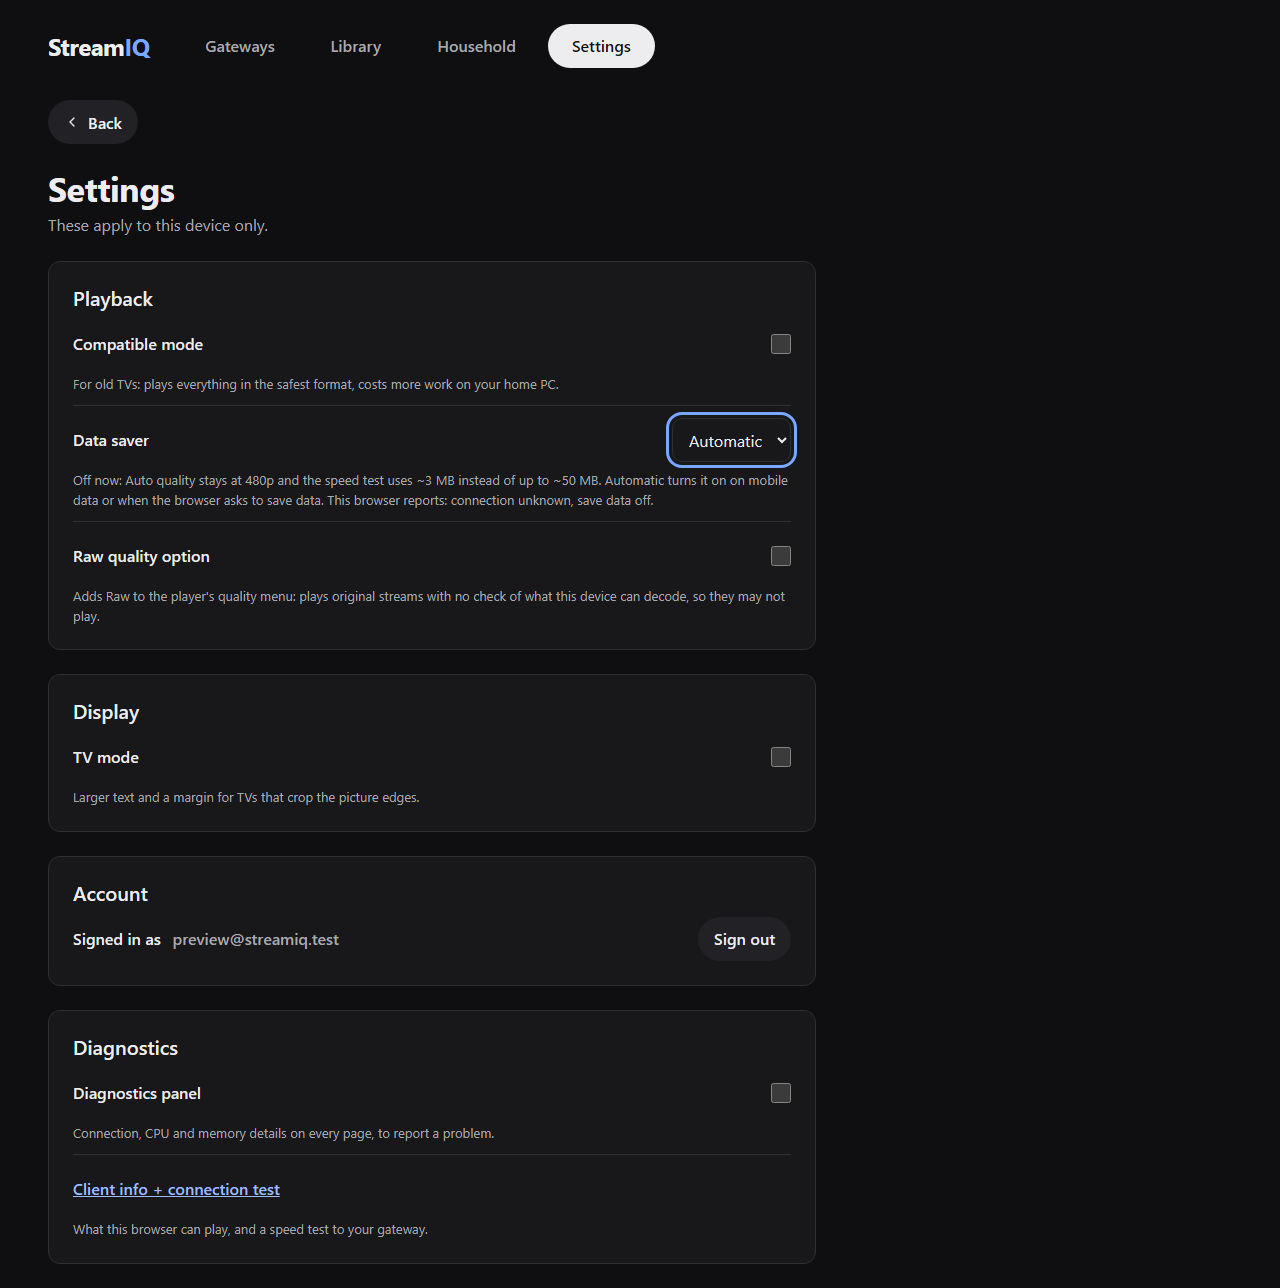 StreamIQ
Gateways
Library
Household
Settings
Back
Settings
These apply to this device only.
Playback
Compatible mode
For old TVs: plays everything in the safest format, costs more work on your home PC.
Data saver
Automatic
Off now: Auto quality stays at 480p and the speed test uses ~3 MB instead of up to ~50 MB. Automatic turns it on on mobile
data or when the browser asks to save data. This browser reports: connection unknown, save data off.
Raw quality option
Adds Raw to the player's quality menu: plays original streams with no check of what this device can decode, so they may not
play.
Display
TV mode
Larger text and a margin for TVs that crop the picture edges.
Account
Signed in as preview@streamiq.test
Sign out
Diagnostics
Diagnostics panel
Connection, CPU and memory details on every page, to report a problem.
Client info + connection test
What this browser can play, and a speed test to your gateway.